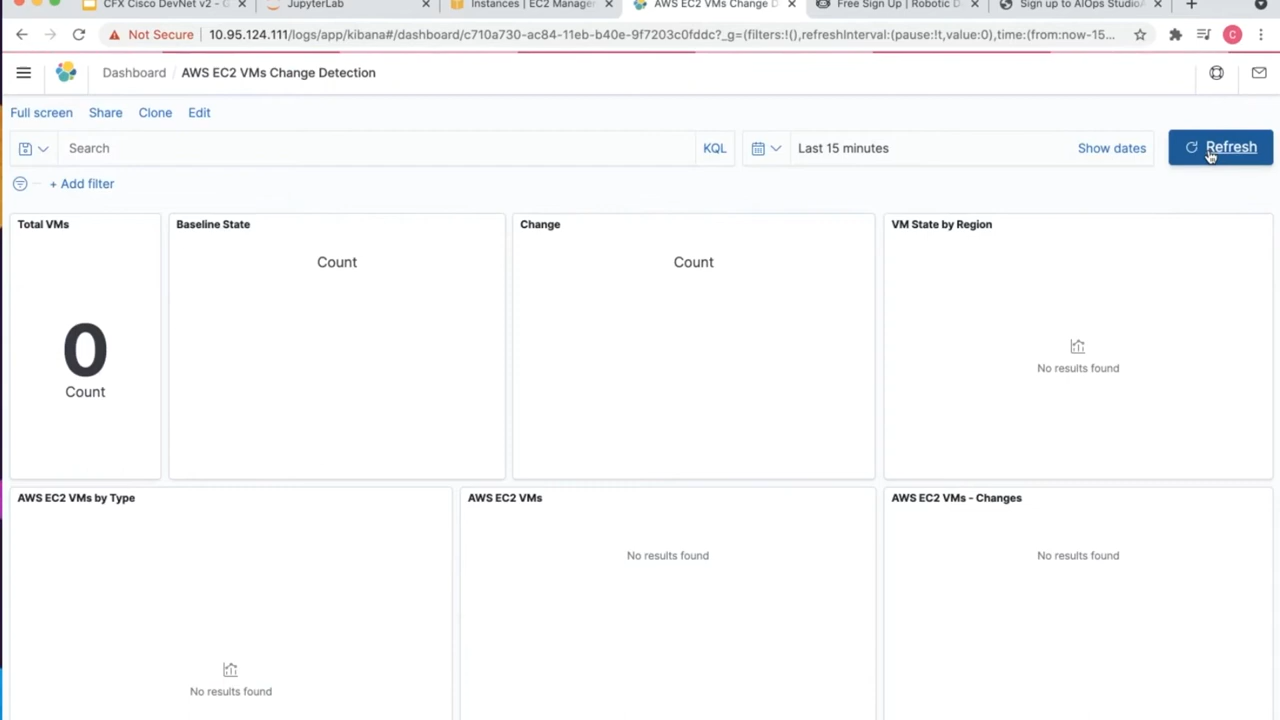 CFX Cisco DevNet v2 - G
JupyterLab
Instances | EC2 Manager
AWS EC2 VMs Change D
Free Sign Up | Robotic D
Sign up to AIOps Studio
Not Secure
10.95.124.111/logs/app/kibana#/dashboard/c710a730-ac84-11eb-b40e-9f7203c0fddc?_g=(filters:!(),refreshInterval:(pause:!t,value:0),time:(from:now-15...
C
Dashboard / AWS EC2 VMs Change Detection
Full screen Share Clone Edit
Search KQL Last 15 minutes Show dates Refresh
+ Add filter
Total VMs
0
Count
Baseline State
Count
Change
Count
VM State by Region
No results found
AWS EC2 VMs by Type
No results found
AWS EC2 VMs
No results found
AWS EC2 VMs - Changes
No results found